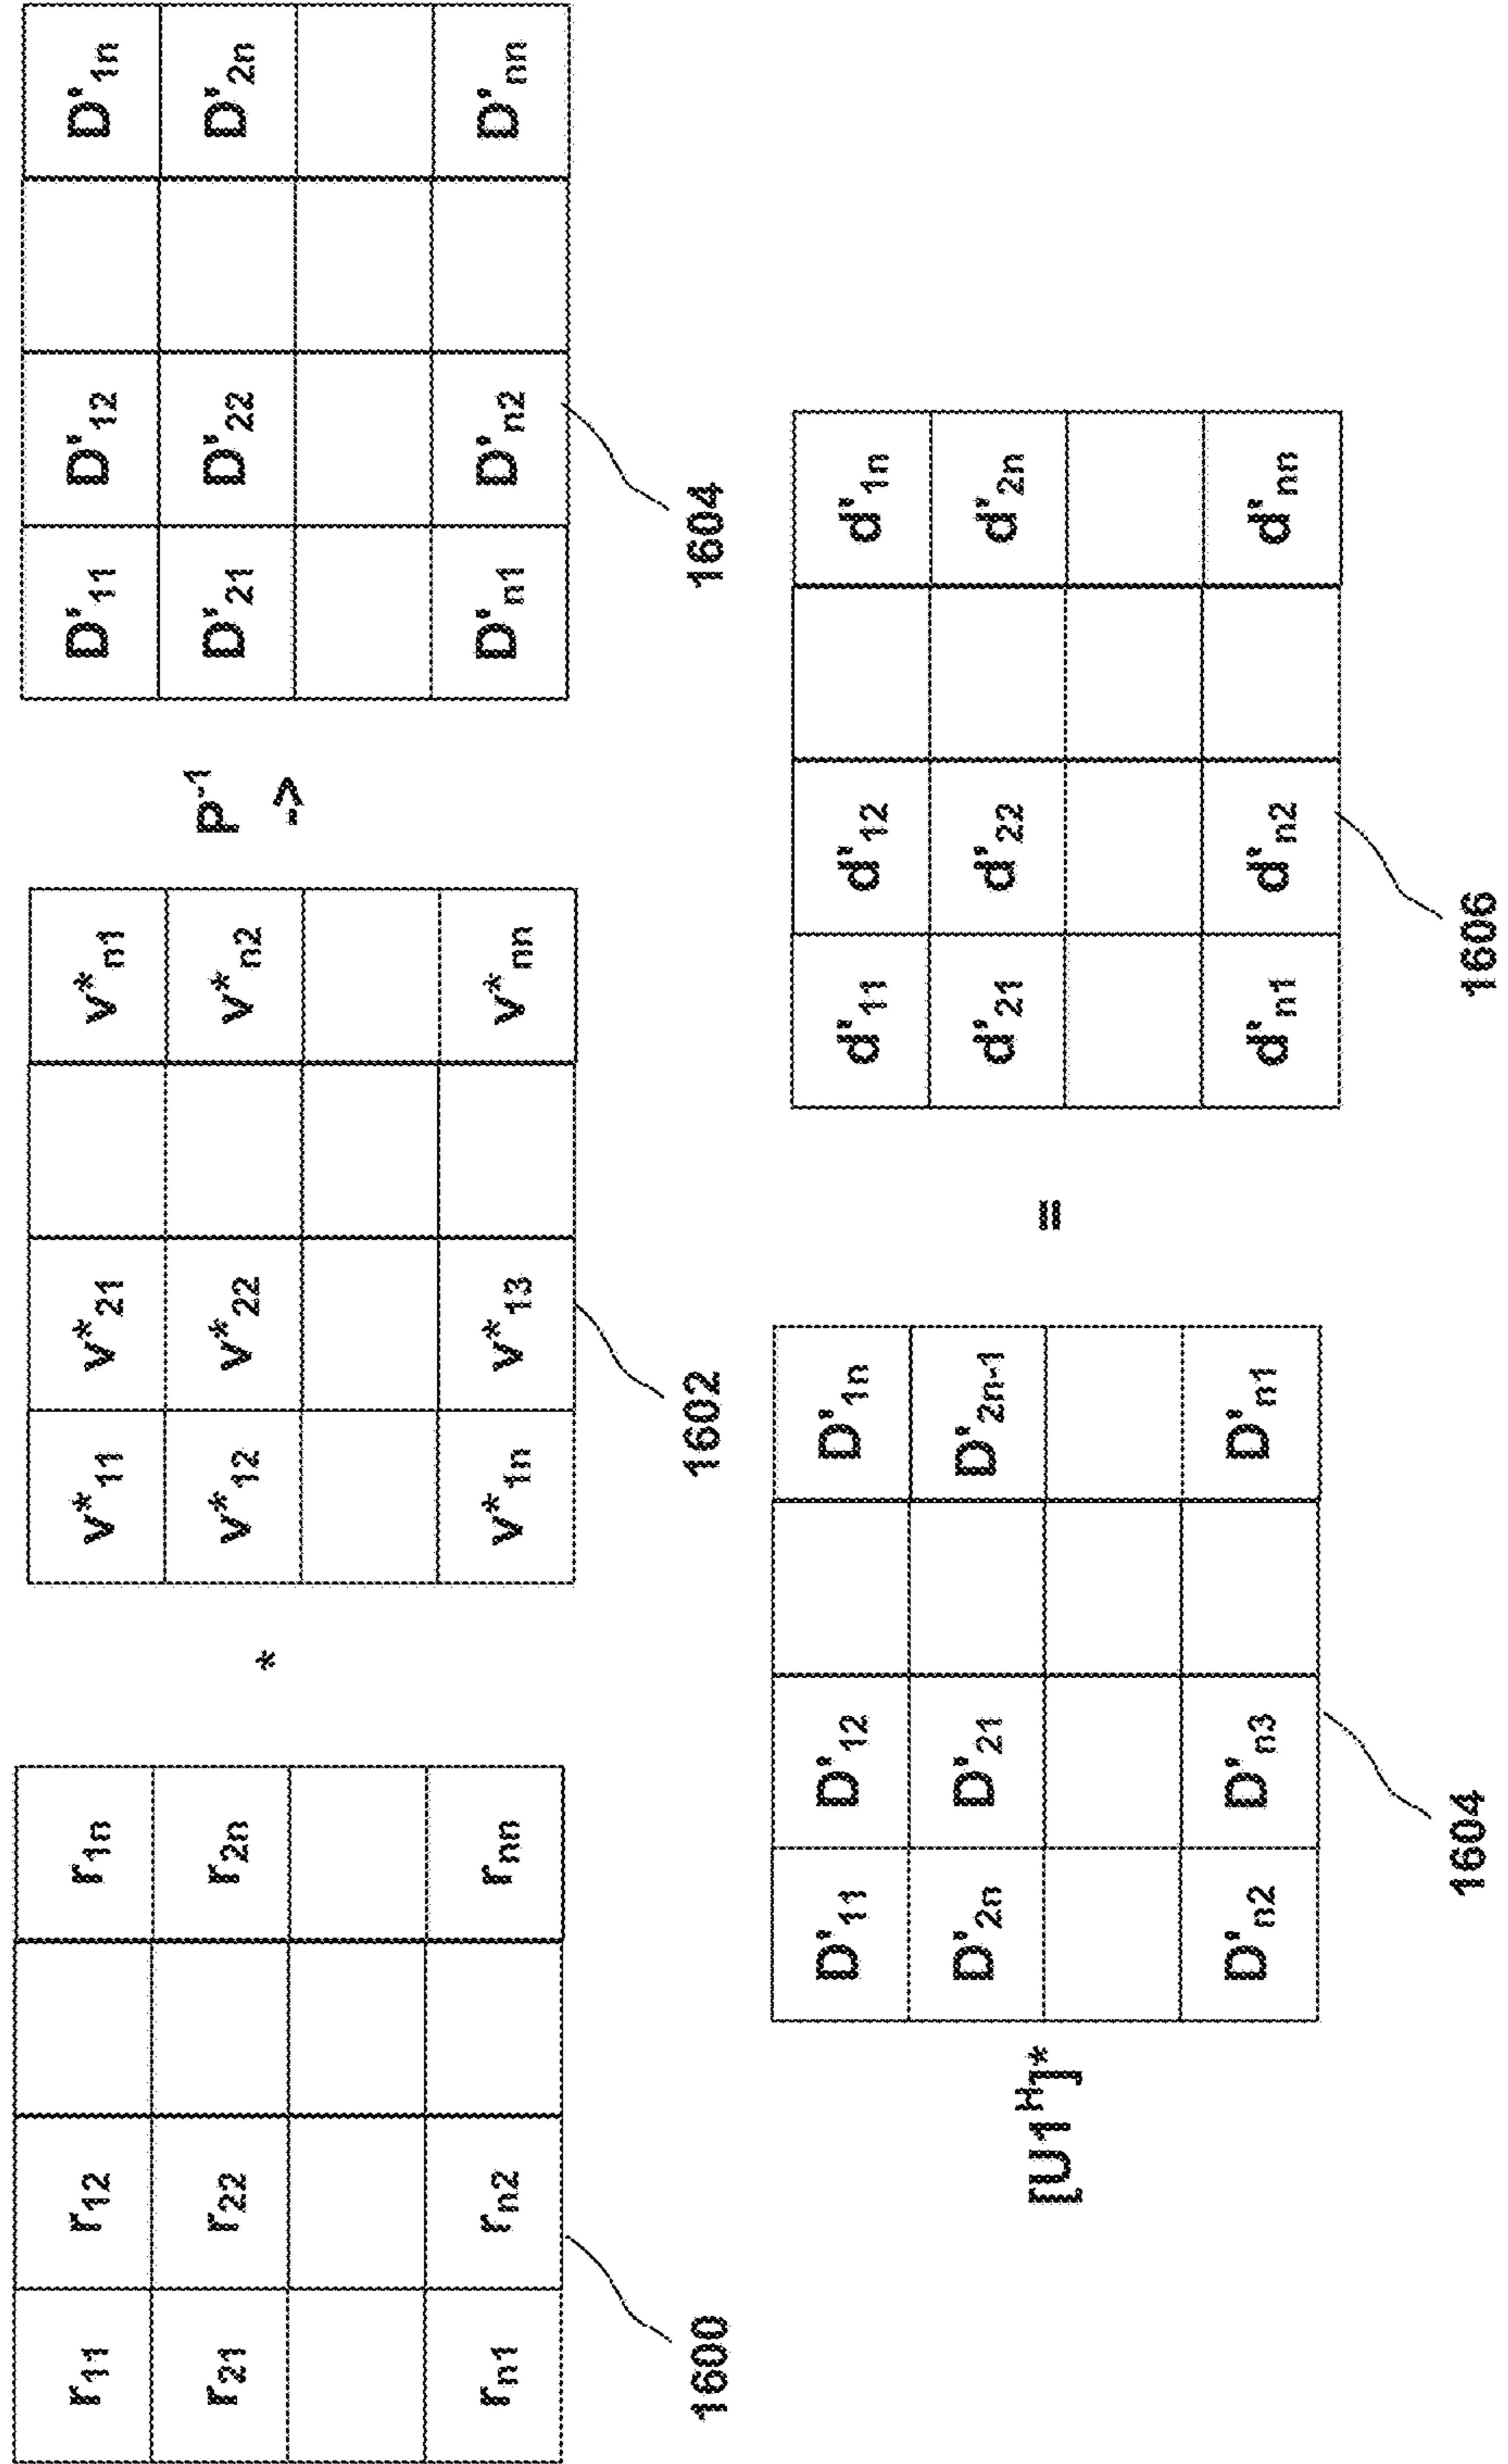 r11 r12 r1n
r21 r22 r2n
rn1 rn2 rnn
1600
*
v*11 v*21 v*n1
v*12 v*22 v*n2
v*1n v*13 v*nn
1602
P-1
->
D'11 D'12 D'1n
D'21 D'22 D'2n
D'n1 D'n2 D'nn
1604
[U1H]*
D'11 D'12 D'1n
D'2n D'21 D'2n-1
D'n2 D'n3 D'n1
1604
=
d'11 d'12 d'1n
d'21 d'22 d'2n
d'n1 d'n2 d'nn
1606